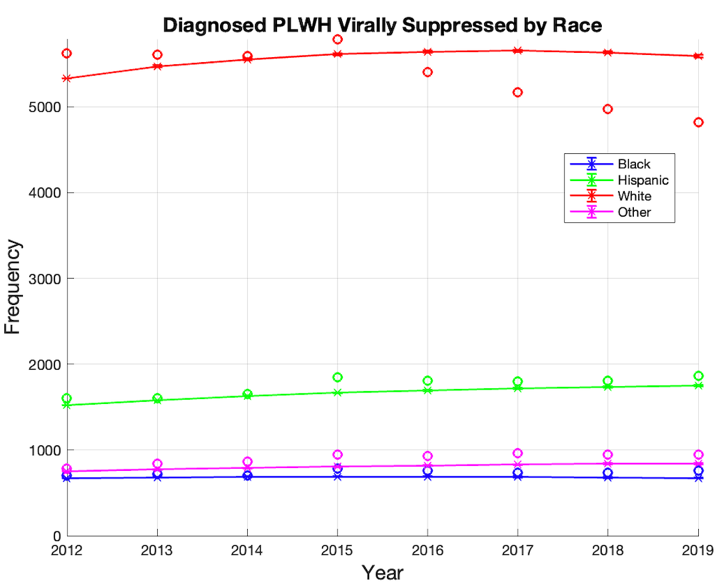 Diagnosed PLWH Virally Suppressed by Race
5000
4000
3000
2000
1000
0
Frequency
Black
Hispanic
White
Other
2012 2013 2014 2015 2016 2017 2018 2019
Year